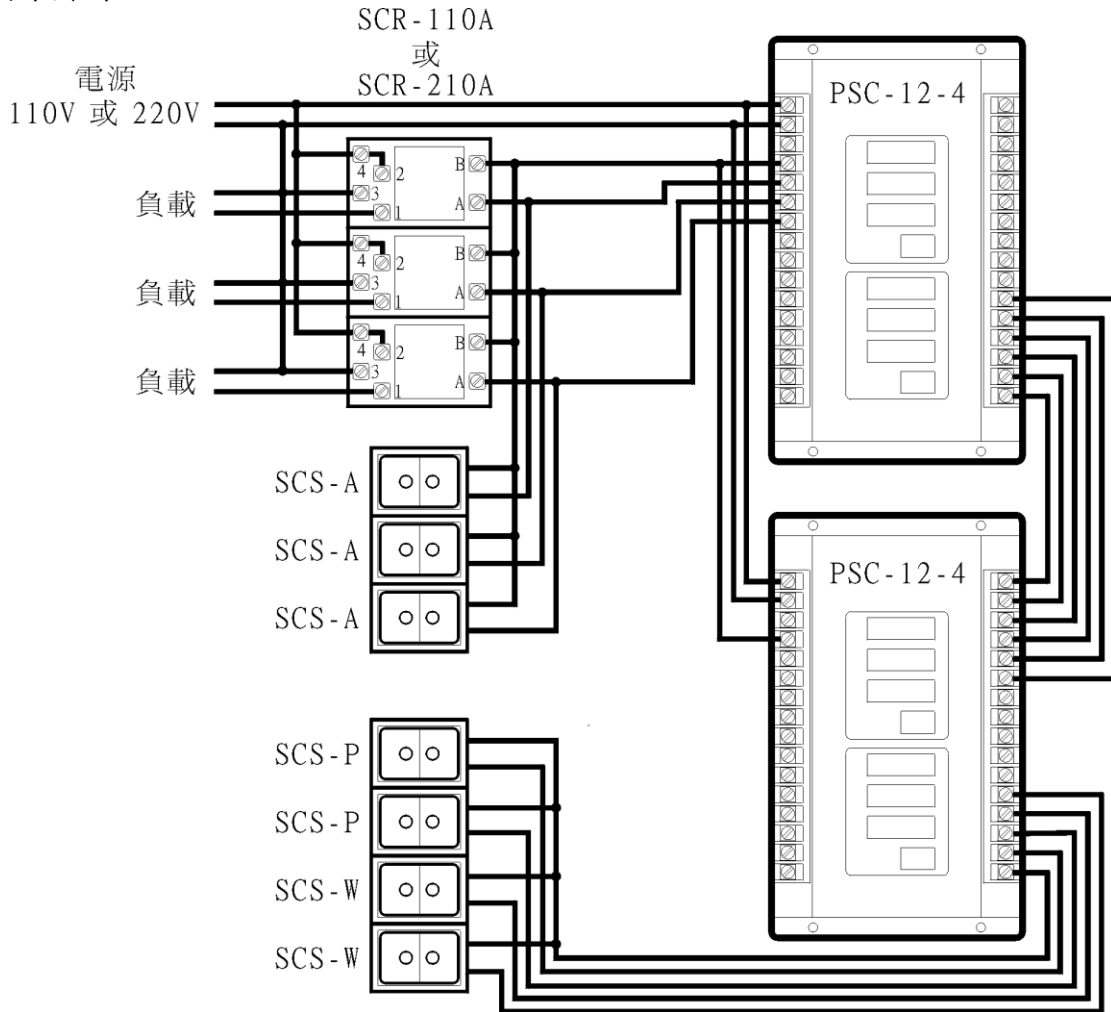 SCR-110A
或
SCR-210A
電源
110V 或 220V
負載
負載
負載
4
2
3
1
B
A
4
2
3
1
B
A
4
2
3
1
B
A
PSC-12-4
SCS-A
SCS-A
SCS-A
PSC-12-4
SCS-P
SCS-P
SCS-W
SCS-W